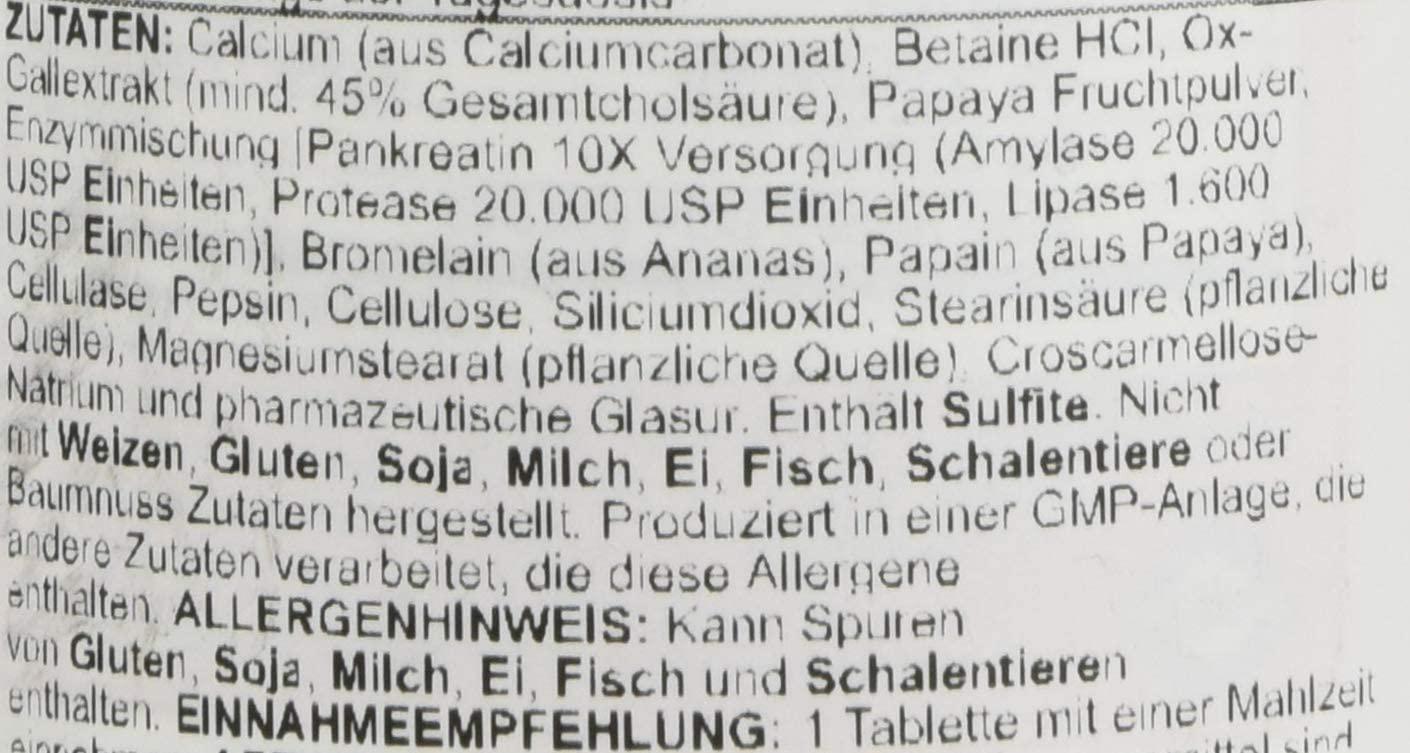 ZUTATEN: Calcium (aus Calciumcarbonat), Betaine HCl, Ox-
Gallextrakt (mind. 45% Gesamtcholsäure), Papaya Fruchtpulver,
Enzymmischung [Pankreatin 10X Versorgung (Amylase 20.000
USP Einheiten, Protease 20.000 USP Einheiten, Lipase 1.600
USP Einheiten)], Bromelain (aus Ananas), Papain (aus Papaya),
Cellulase, Pepsin, Cellulose, Siliciumdioxid, Stearinsäure (pflanzliche
Quelle), Magnesiumstearat (pflanzliche Quelle), Croscarmellose-
Natrium und pharmazeutische Glasur. Enthält Sulfite. Nicht
mit Weizen, Gluten, Soja, Milch, Ei, Fisch, Schalentiere oder
Baumnuss Zutaten hergestellt. Produziert in einer GMP-Anlage, die
andere Zutaten verarbeitet, die diese Allergene
enthalten. ALLERGENHINWEIS: Kann Spuren
von Gluten, Soja, Milch, Ei, Fisch und Schalentieren
enthalten. EINNAHMEEMPFEHLUNG: 1 Tablette mit einer Mahlzeit
sind